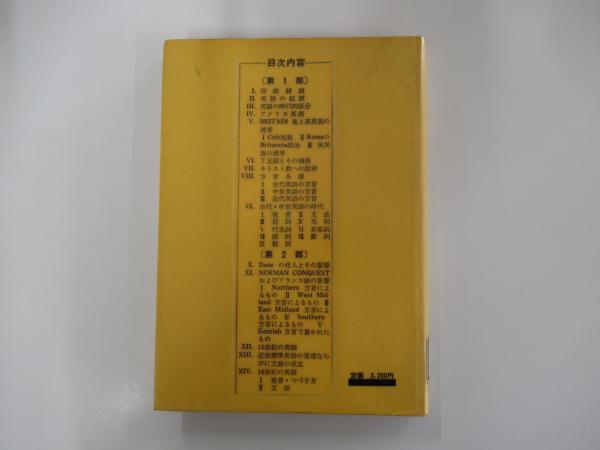 目次内容
〔第1部〕
I. 印欧諸語
II. 英語の起源
III. 英語の時代的区分
IV. アメリカ英語
V. BRITAIN 島と英民族の
渡来
I Celt民族 II Romaの
Britannia統治 III 英民
族の渡来
VI. 7王国とその消長
VII. キリスト教への改宗
VIII. 方言系譜
I 古代英語の方言
II 中世英語の方言
III 近代英語の方言
IX. 古代・中世英語の時代
I 発音 II 文法
III 冠詞 IV 名詞
V 代名詞 VI 形容詞
VII 副詞 VIII 数詞
IX 動詞
〔第2部〕
X. Dane の侵入とその影響
XI. NORMAN CONQUEST
およびフランス語の影響
I Northern 方言によ
るもの II West Mid-
land 方言によるもの III
East Midland 方言によ
るもの IV Southern
方言によるもの V
Kentish 方言で書かれた
もの
XII. 15世紀の英語
XIII. 近世標準英語の発達なら
びに文語の成立
XIV. 16世紀の英語
I 発音・つづり方
II 文法
定価 2,200円